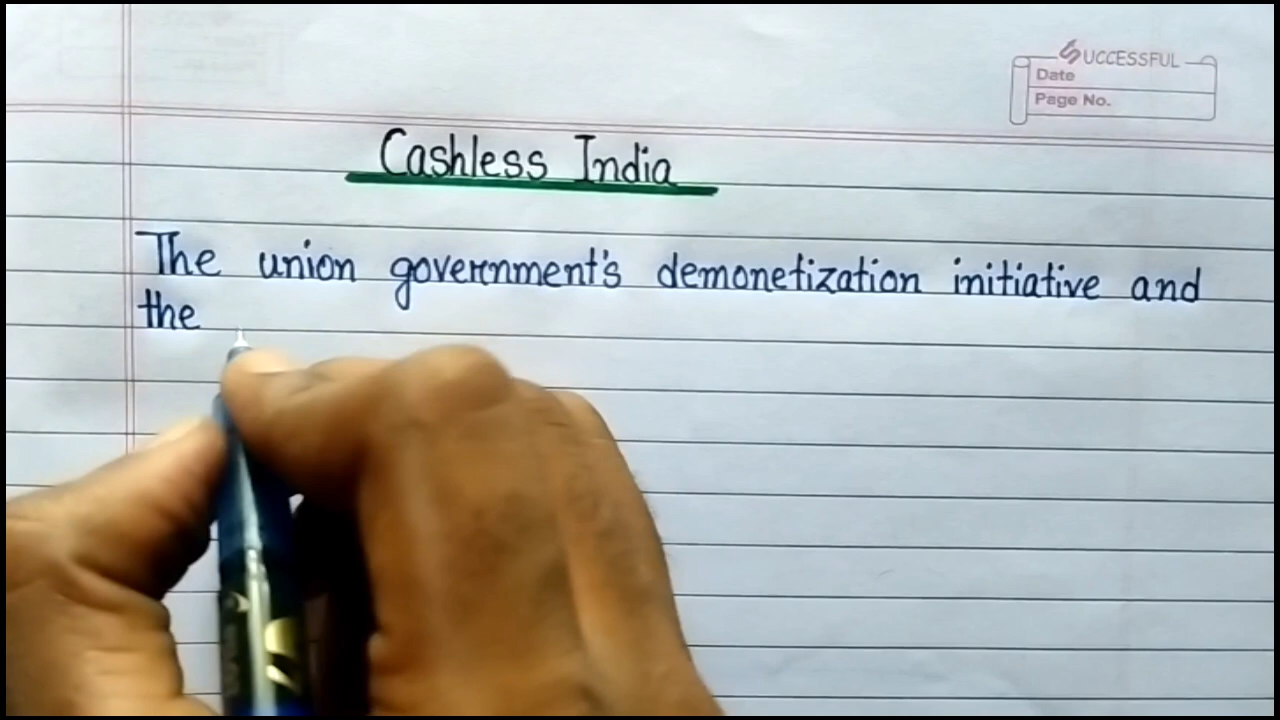 SUCCESSFUL
Date
Page No.
Cashless India
The union government's demonetization initiative and
the